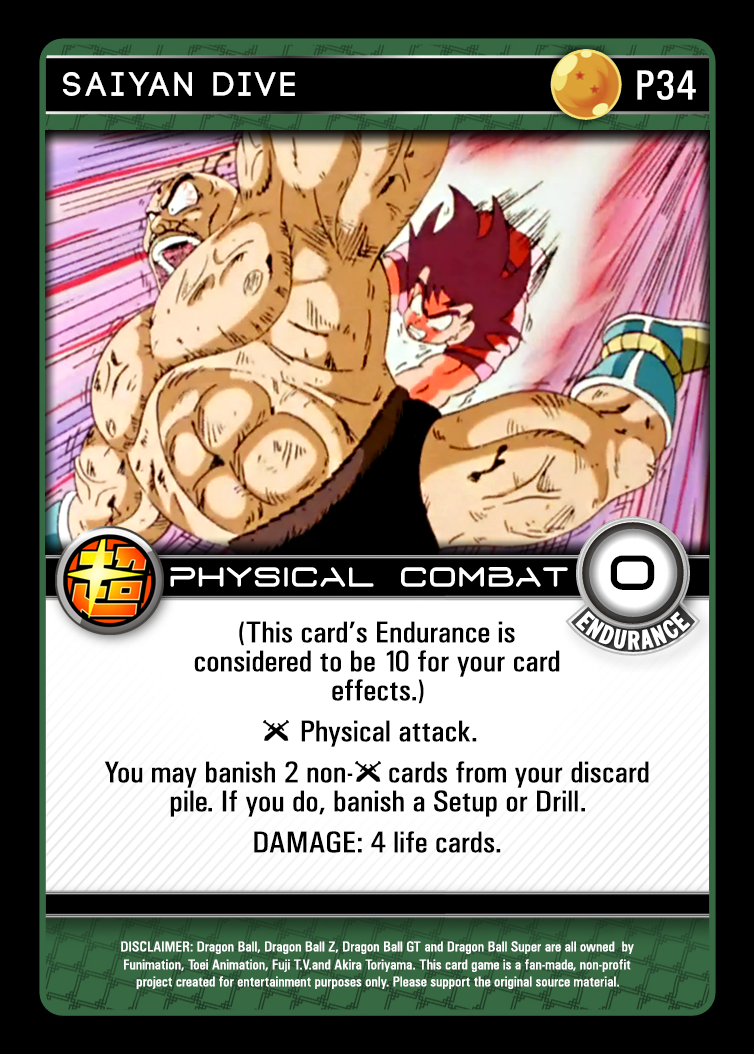 SAIYAN DIVE P34
PHYSICAL COMBAT 0
ENDURANCE
(This card's Endurance is
considered to be 10 for your card
effects.)
Physical attack.
You may banish 2 non- cards from your discard
pile. If you do, banish a Setup or Drill.
DAMAGE: 4 life cards.
DISCLAIMER: Dragon Ball, Dragon Ball Z, Dragon Ball GT and Dragon Ball Super are all owned by
Funimation, Toei Animation, Fuji T.V.and Akira Toriyama. This card game is a fan-made, non-profit
project created for entertainment purposes only. Please support the original source material.